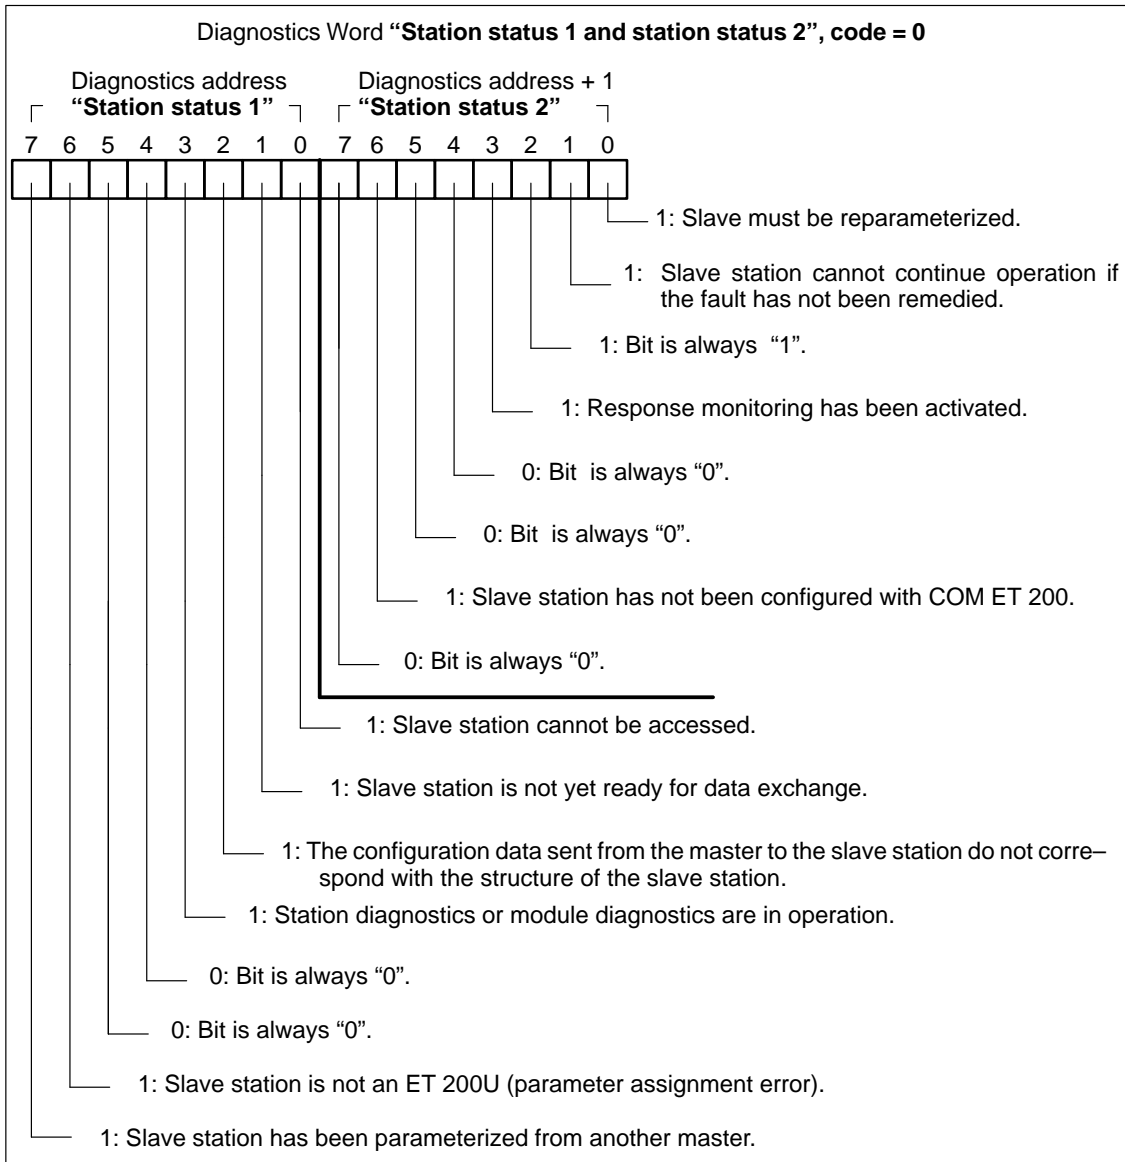 Diagnostics Word “Station status 1 and station status 2”, code = 0
Diagnostics address Diagnostics address + 1
“Station status 1” “Station status 2”
7 6 5 4 3 2 1 0 7 6 5 4 3 2 1 0
1: Slave must be reparameterized.
1: Slave station cannot continue operation if
the fault has not been remedied.
1: Bit is always “1”.
1: Response monitoring has been activated.
0: Bit is always “0”.
0: Bit is always “0”.
1: Slave station has not been configured with COM ET 200.
0: Bit is always “0”.
1: Slave station cannot be accessed.
1: Slave station is not yet ready for data exchange.
1: The configuration data sent from the master to the slave station do not corre–
spond with the structure of the slave station.
1: Station diagnostics or module diagnostics are in operation.
0: Bit is always “0”.
0: Bit is always “0”.
1: Slave station is not an ET 200U (parameter assignment error).
1: Slave station has been parameterized from another master.